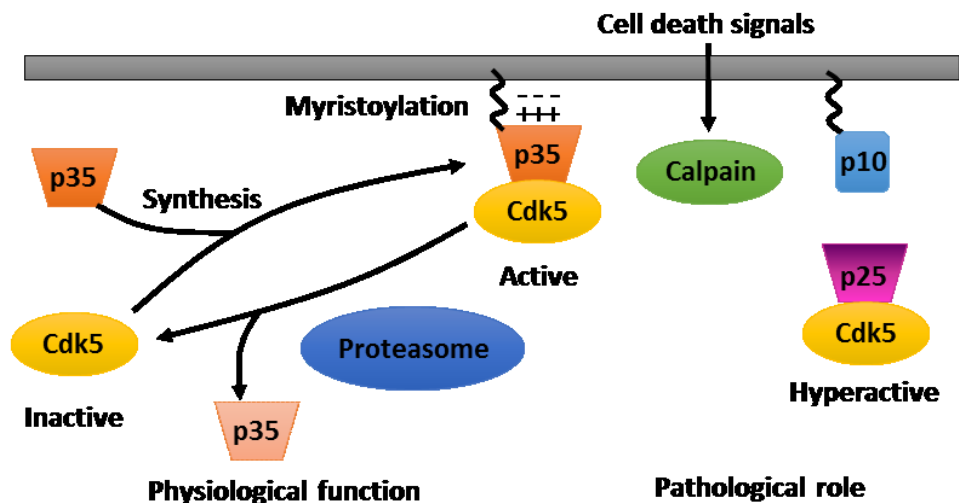 Cell death signals
Myristoylation
- - -
+++
p35
p35
Calpain
p10
Synthesis
Cdk5
Active
p25
Cdk5
Proteasome
Cdk5
Hyperactive
Inactive
p35
Physiological function
Pathological role